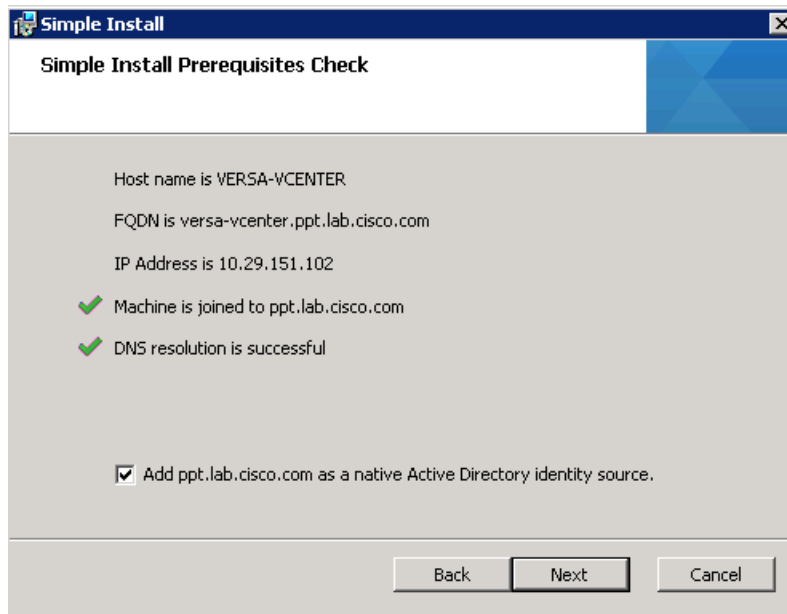 Simple Install
Simple Install Prerequisites Check
Host name is VERSA-VCENTER
FQDN is versa-vcenter.ppt.lab.cisco.com
IP Address is 10.29.151.102
Machine is joined to ppt.lab.cisco.com
DNS resolution is successful
Add ppt.lab.cisco.com as a native Active Directory identity source.
Back Next Cancel